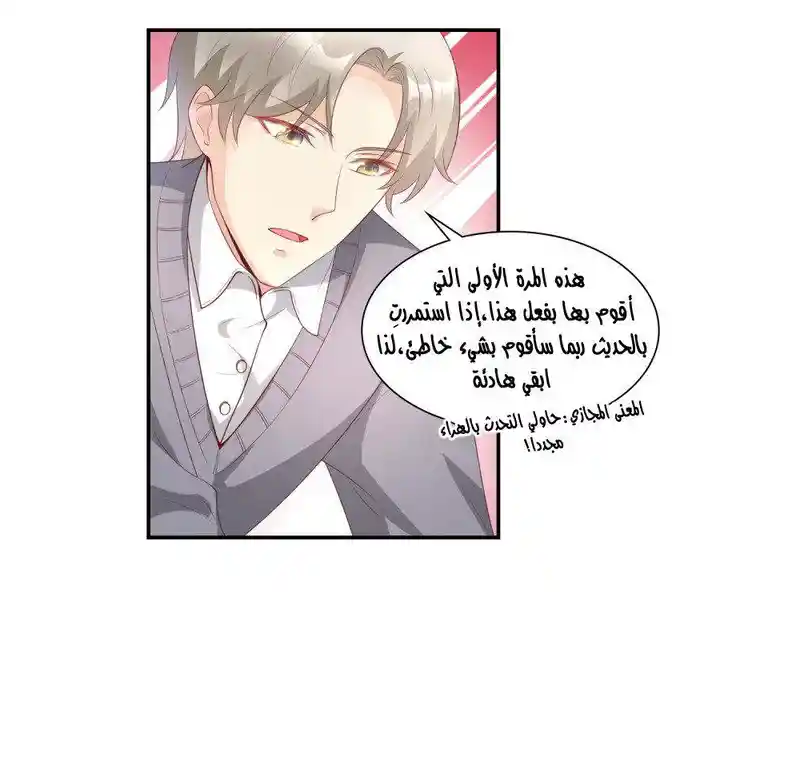 هذه المرة الأولى التي
أقوم بها بفعل هذا،إذا استمررتِ
بالحديث ربما سأقوم بشيء خاطئ،لذا
ابقي هادئة
المعنى المجازي:حاولي التحدث بالهراء
مجددا!